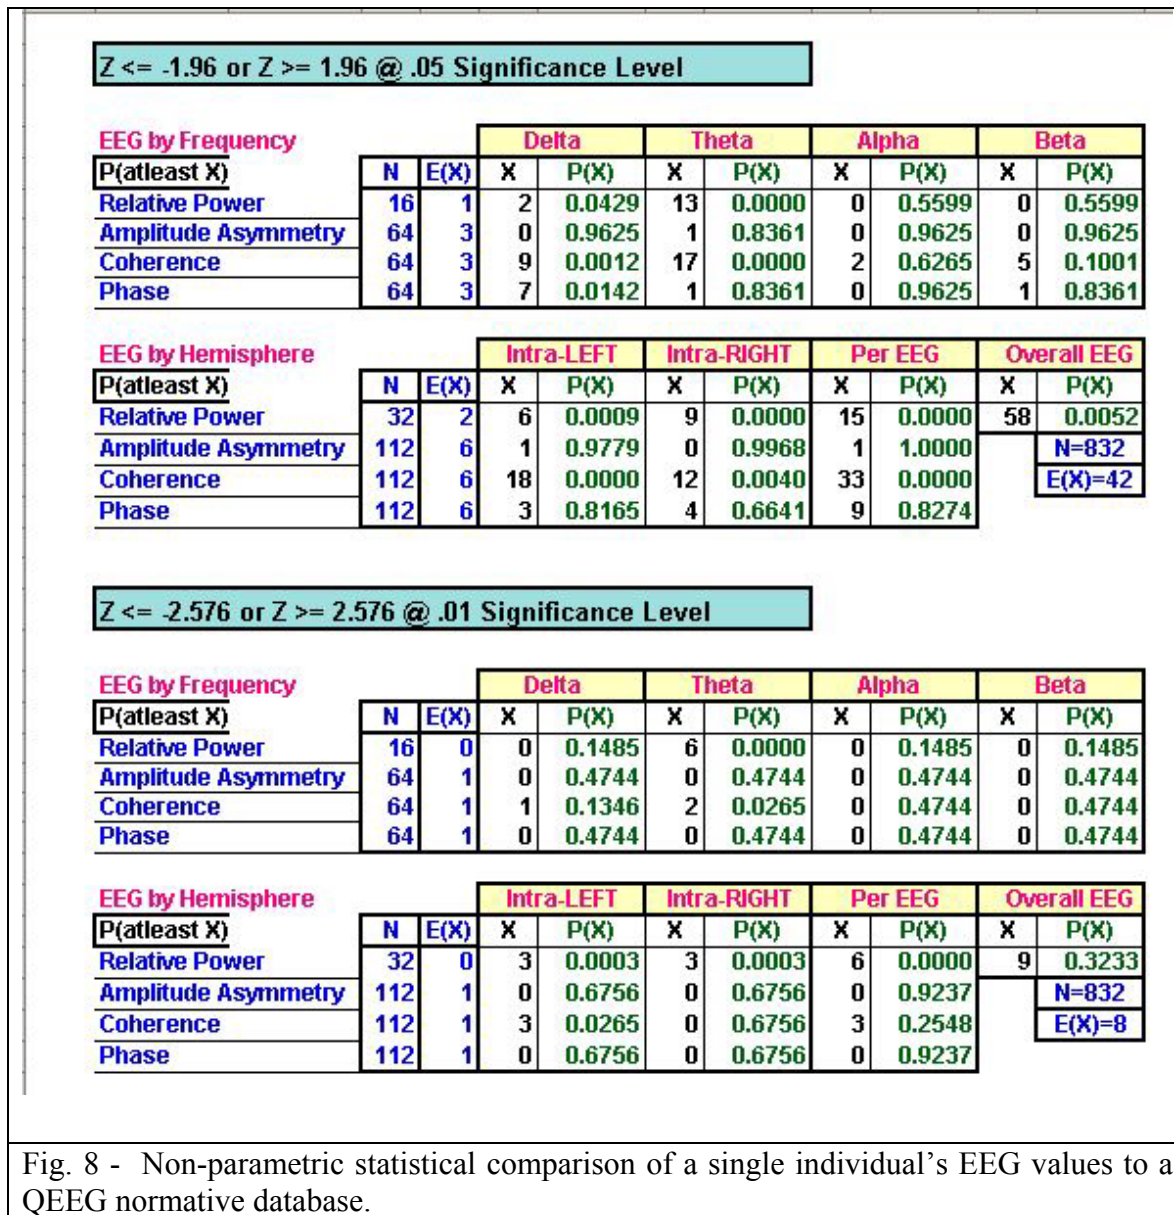 Z <= -1.96 or Z >= 1.96 @ .05 Significance Level
EEG by Frequency Delta Theta Alpha Beta
P(atleast X) N E(X) X P(X) X P(X) X P(X) X P(X)
Relative Power 16 1 2 0.0429 13 0.0000 0 0.5599 0 0.5599
Amplitude Asymmetry 64 3 0 0.9625 1 0.8361 0 0.9625 0 0.9625
Coherence 64 3 9 0.0012 17 0.0000 2 0.6265 5 0.1001
Phase 64 3 7 0.0142 1 0.8361 0 0.9625 1 0.8361
EEG by Hemisphere Intra-LEFT Intra-RIGHT Per EEG Overall EEG
P(atleast X) N E(X) X P(X) X P(X) X P(X) X P(X)
Relative Power 32 2 6 0.0009 9 0.0000 15 0.0000 58 0.0052
Amplitude Asymmetry 112 6 1 0.9779 0 0.9968 1 1.0000 N=832
Coherence 112 6 18 0.0000 12 0.0040 33 0.0000 E(X)=42
Phase 112 6 3 0.8165 4 0.6641 9 0.8274
Z <= -2.576 or Z >= 2.576 @ .01 Significance Level
EEG by Frequency Delta Theta Alpha Beta
P(atleast X) N E(X) X P(X) X P(X) X P(X) X P(X)
Relative Power 16 0 0 0.1485 6 0.0000 0 0.1485 0 0.1485
Amplitude Asymmetry 64 1 0 0.4744 0 0.4744 0 0.4744 0 0.4744
Coherence 64 1 1 0.1346 2 0.0265 0 0.4744 0 0.4744
Phase 64 1 0 0.4744 0 0.4744 0 0.4744 0 0.4744
EEG by Hemisphere Intra-LEFT Intra-RIGHT Per EEG Overall EEG
P(atleast X) N E(X) X P(X) X P(X) X P(X) X P(X)
Relative Power 32 0 3 0.0003 3 0.0003 6 0.0000 9 0.3233
Amplitude Asymmetry 112 1 0 0.6756 0 0.6756 0 0.9237 N=832
Coherence 112 1 3 0.0265 0 0.6756 3 0.2548 E(X)=8
Phase 112 1 0 0.6756 0 0.6756 0 0.9237
Fig. 8 - Non-parametric statistical comparison of a single individual's EEG values to a
QEEG normative database.